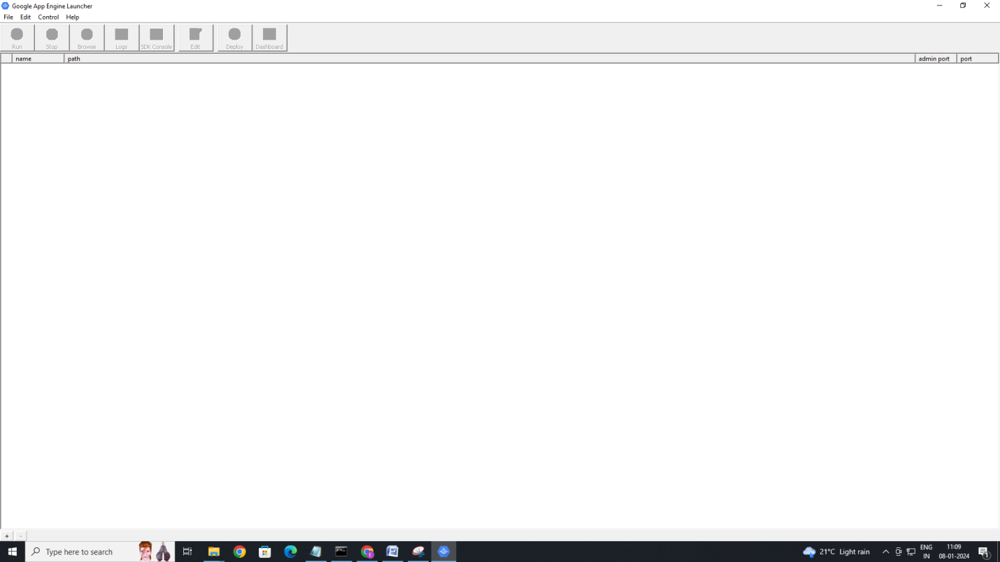 Google App Engine Launcher
File Edit Control Help
Run Stop Browse Logs SDK Console Edit Deploy Dashboard
name path admin port port
+ -
Type here to search
21°C Light rain
ENG
IN
11:09
08-01-2024
1